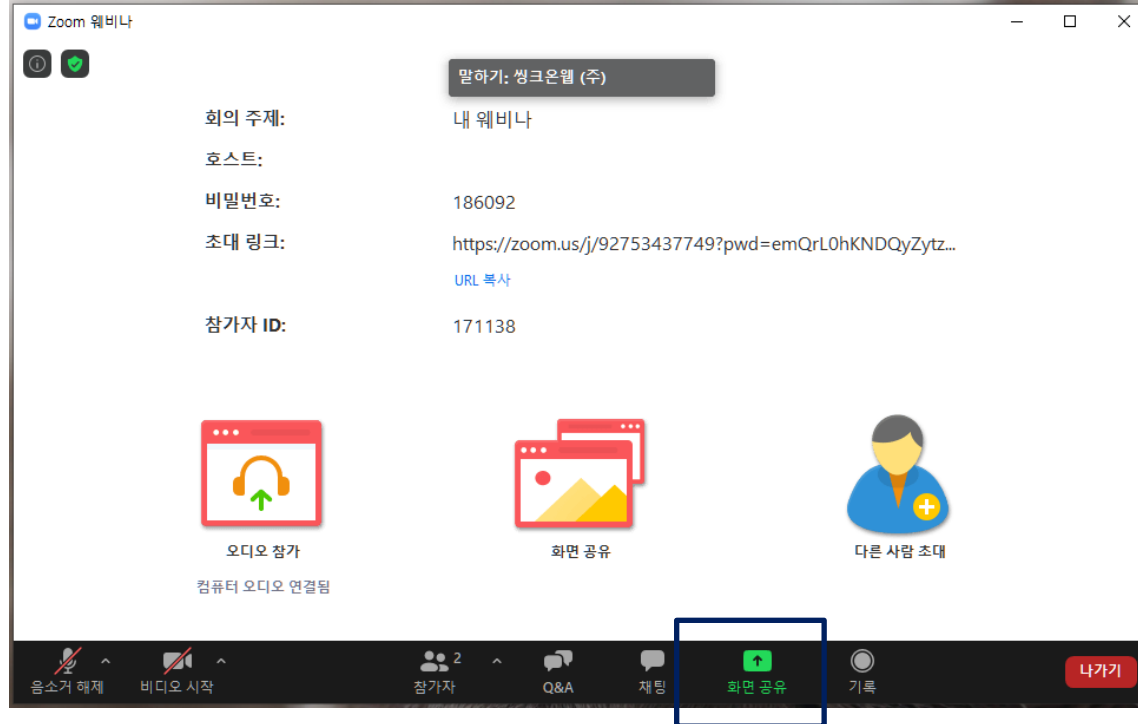 Zoom 웨비나
말하기: 씽크온웹 (주)
회의 주제: 내 웨비나
호스트:
비밀번호: 186092
초대 링크: https://zoom.us/j/92753437749?pwd=emQrL0hKNDQyZytz...
URL 복사
참가자 ID: 171138
오디오 참가 화면 공유 다른 사람 초대
컴퓨터 오디오 연결됨
2
음소거 해제 비디오 시작 참가자 Q&A 채팅 화면 공유 기록 나가기